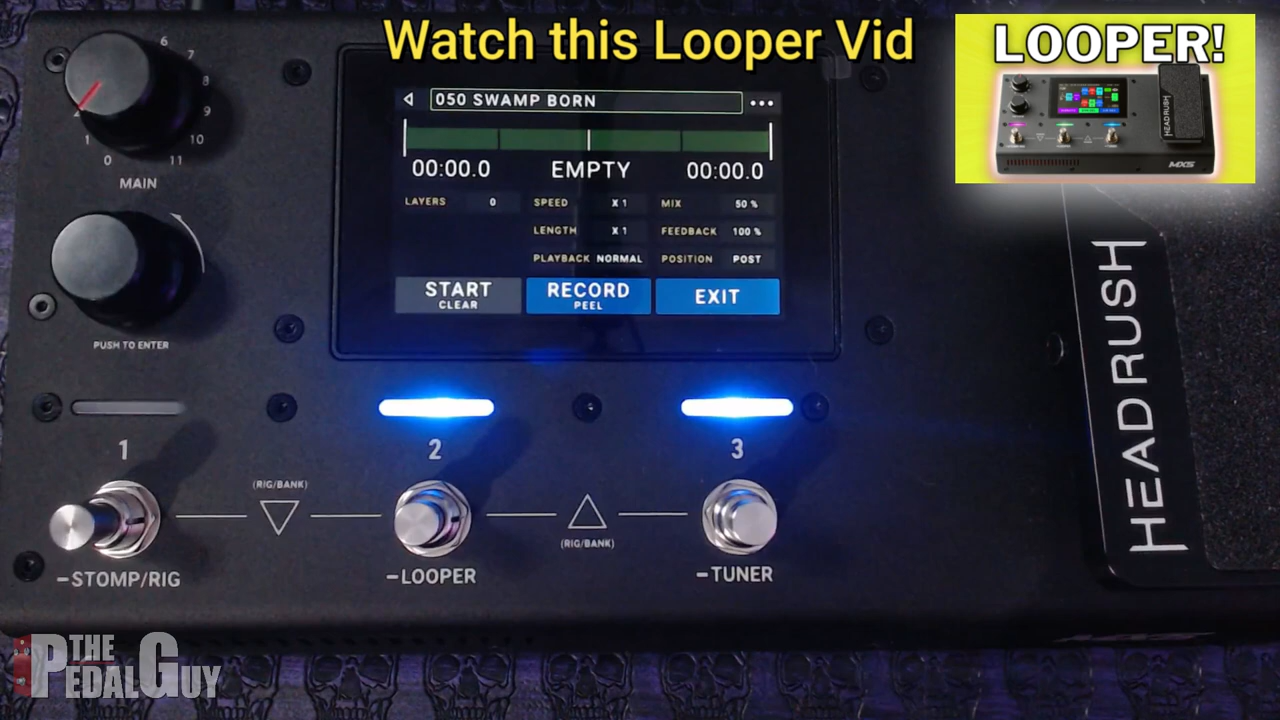 Watch this Looper Vid
LOOPER!
HEADRUSH
MX5
6
7
8
9
10
11
0
1
MAIN
PUSH TO ENTER
050 SWAMP BORN
00:00.0 EMPTY 00:00.0
LAYERS 0 SPEED X 1 MIX 50 %
LENGTH X 1 FEEDBACK 100 %
PLAYBACK NORMAL POSITION POST
START RECORD EXIT
CLEAR PEEL
HEADRUSH
1 2 3
(RIG/BANK)
(RIG/BANK)
–STOMP/RIG –LOOPER –TUNER
THE
PEDALGUY